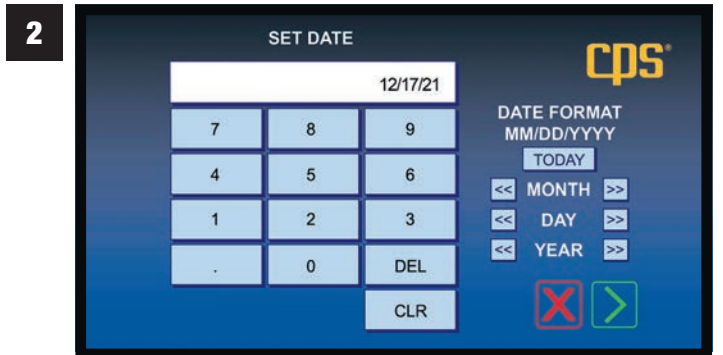 2
SET DATE
cps®
12/17/21
7 8 9
4 5 6
1 2 3
. 0 DEL
CLR
DATE FORMAT
MM/DD/YYYY
TODAY
<< MONTH >>
<< DAY >>
<< YEAR >>
X >